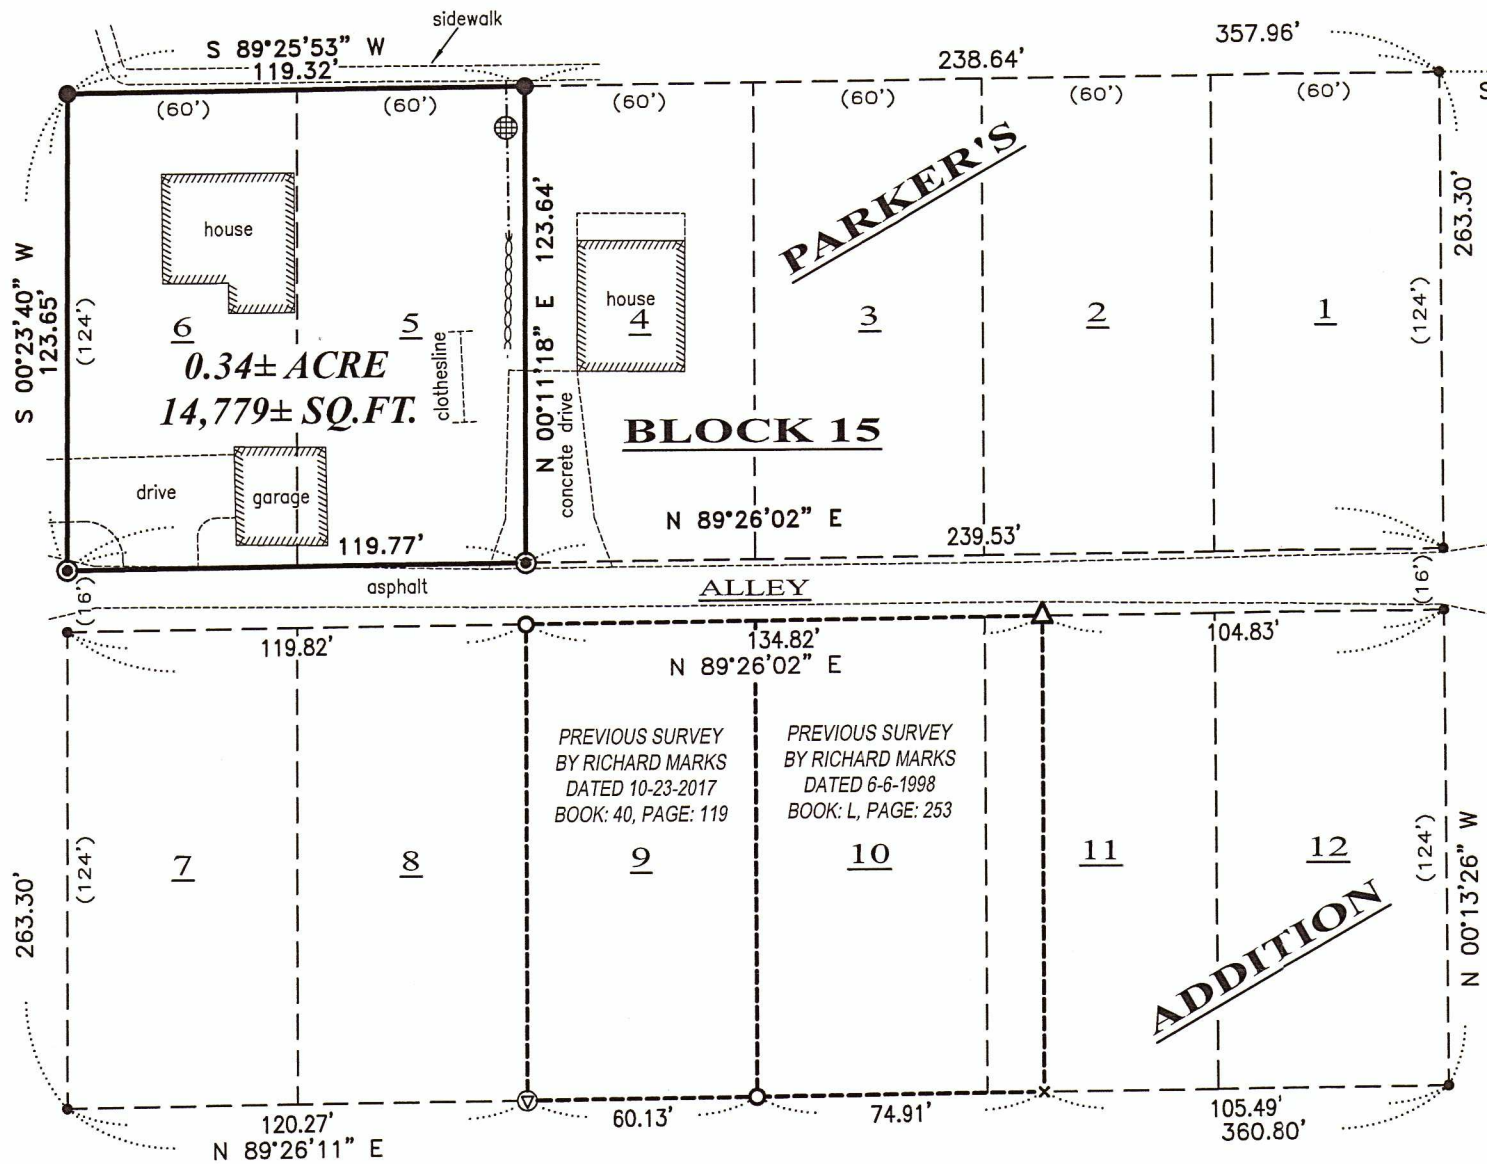 sidewalk
S 89°25'53" W
119.32'
238.64'
357.96'
S
(60')
(60')
(60')
(60')
(60')
(60')
house
house
PARKER'S
S 00°23'40" W
123.65'
(124')
N 00°11'18" E 123.64'
263.30'
(124')
6
5
4
3
2
1
0.34± ACRE
14,779± SQ.FT.
clothesline
concrete drive
BLOCK 15
drive
garage
119.77'
N 89°26'02" E
239.53'
asphalt
ALLEY
(16')
(16')
119.82'
134.82'
N 89°26'02" E
104.83'
PREVIOUS SURVEY
BY RICHARD MARKS
DATED 10-23-2017
BOOK: 40, PAGE: 119
PREVIOUS SURVEY
BY RICHARD MARKS
DATED 6-6-1998
BOOK: L, PAGE: 253
7
8
9
10
11
12
263.30'
(124')
(124')
N 00°13'26" W
ADDITION
120.27'
N 89°26'11" E
60.13'
74.91'
105.49'
360.80'